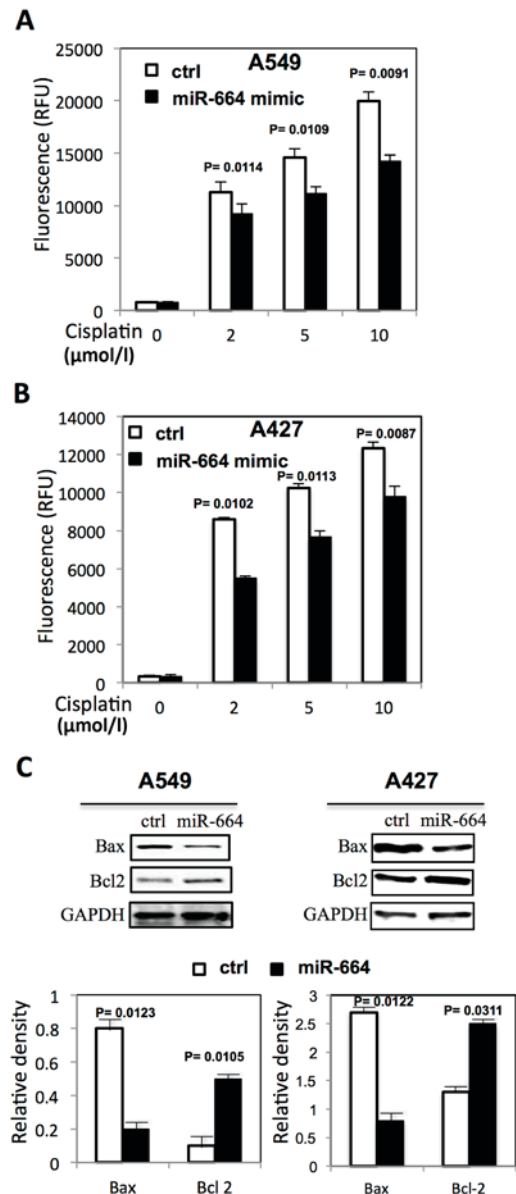 A
A549
ctrl
miR-664 mimic
P= 0.0114
P= 0.0109
P= 0.0091
Fluorescence (RFU)
25000
20000
15000
10000
5000
0
Cisplatin
(µmol/l)
0 2 5 10
B
A427
ctrl
miR-664 mimic
P= 0.0102
P= 0.0113
P= 0.0087
Fluorescence (RFU)
14000
12000
10000
8000
6000
4000
2000
0
Cisplatin
(µmol/l)
0 2 5 10
C
A549
ctrl miR-664
Bax
Bcl2
GAPDH
A427
ctrl miR-664
Bax
Bcl2
GAPDH
ctrl miR-664
Relative density
1
0.8
0.6
0.4
0.2
0
P= 0.0123
P= 0.0105
Bax Bcl 2
Relative density
3
2.5
2
1.5
1
0.5
0
P= 0.0122
P= 0.0311
Bax Bcl-2